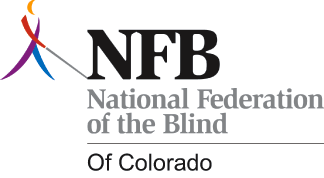 NFB
National Federation
of the Blind
Of Colorado